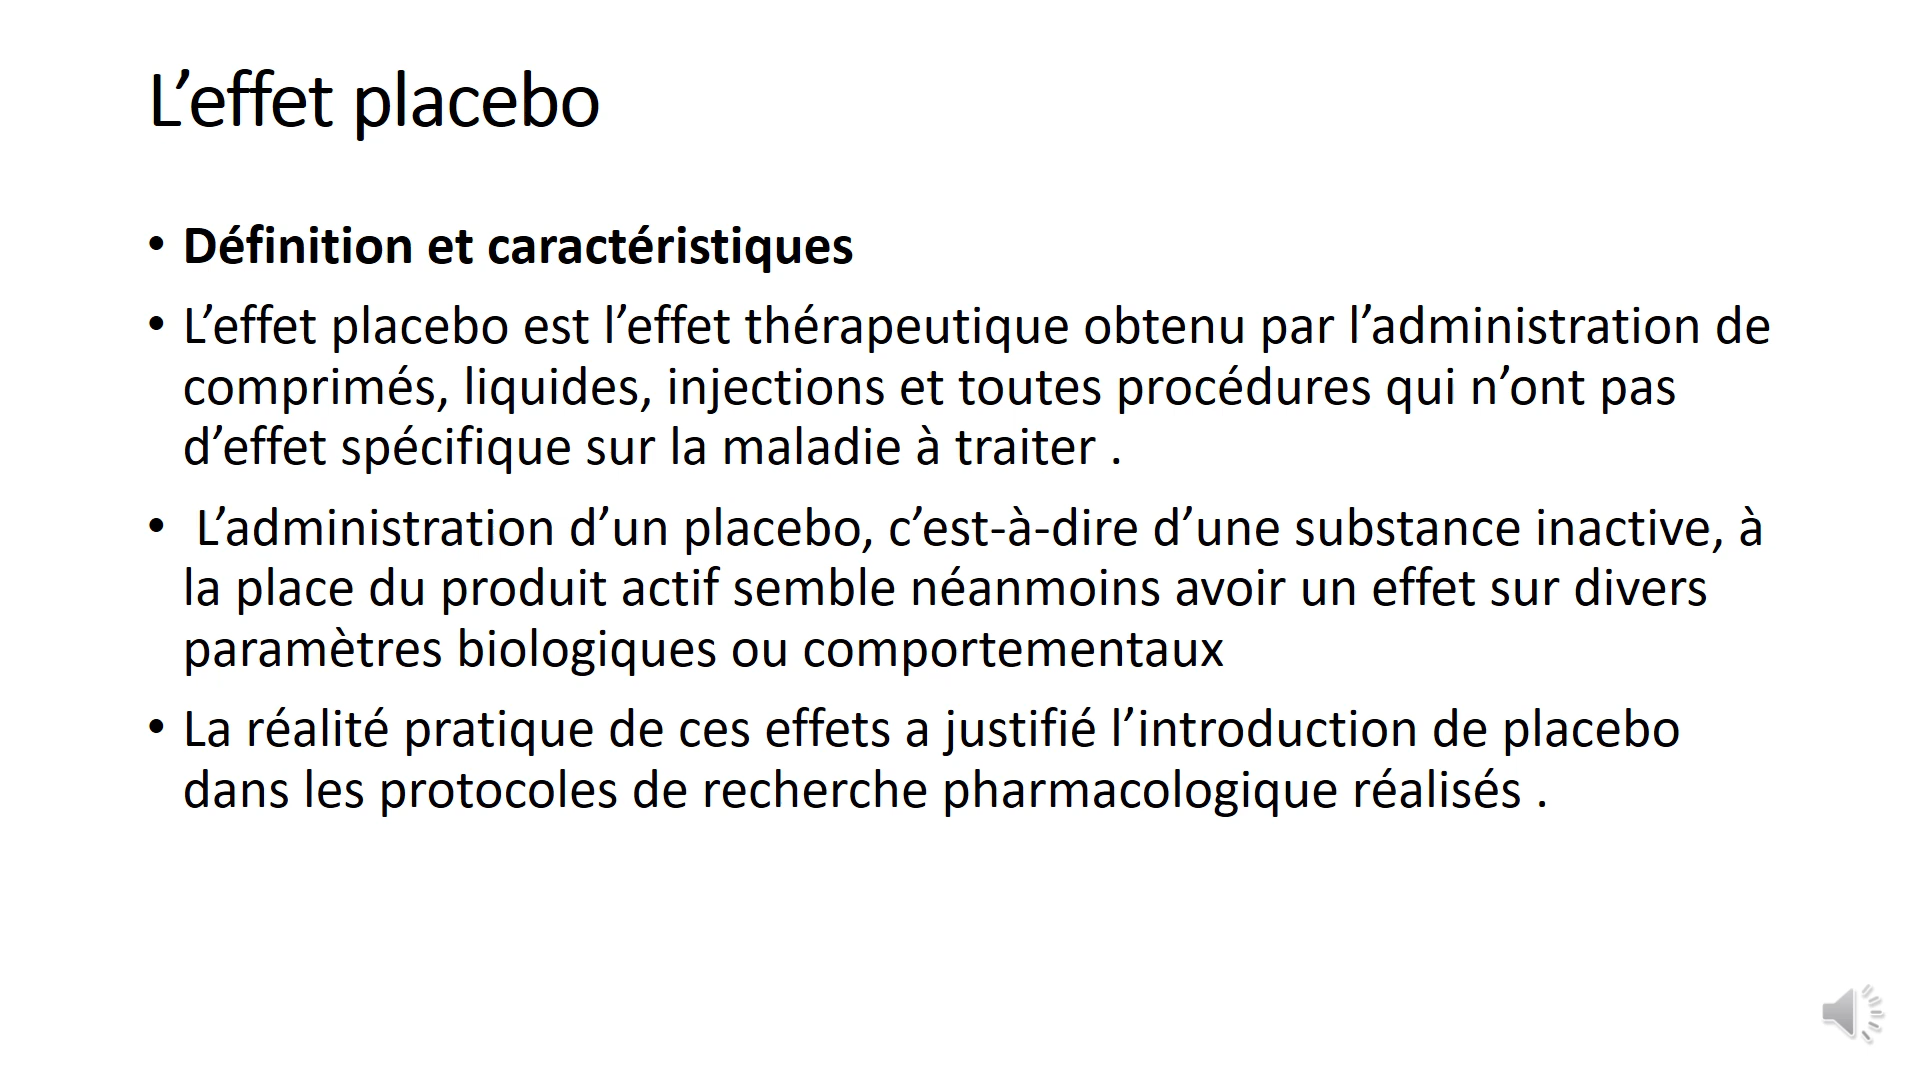 L’effet placebo
• Définition et caractéristiques
• L’effet placebo est l’effet thérapeutique obtenu par l’administration de
comprimés, liquides, injections et toutes procédures qui n’ont pas
d’effet spécifique sur la maladie à traiter .
• L’administration d’un placebo, c’est-à-dire d’une substance inactive, à
la place du produit actif semble néanmoins avoir un effet sur divers
paramètres biologiques ou comportementaux
• La réalité pratique de ces effets a justifié l’introduction de placebo
dans les protocoles de recherche pharmacologique réalisés .